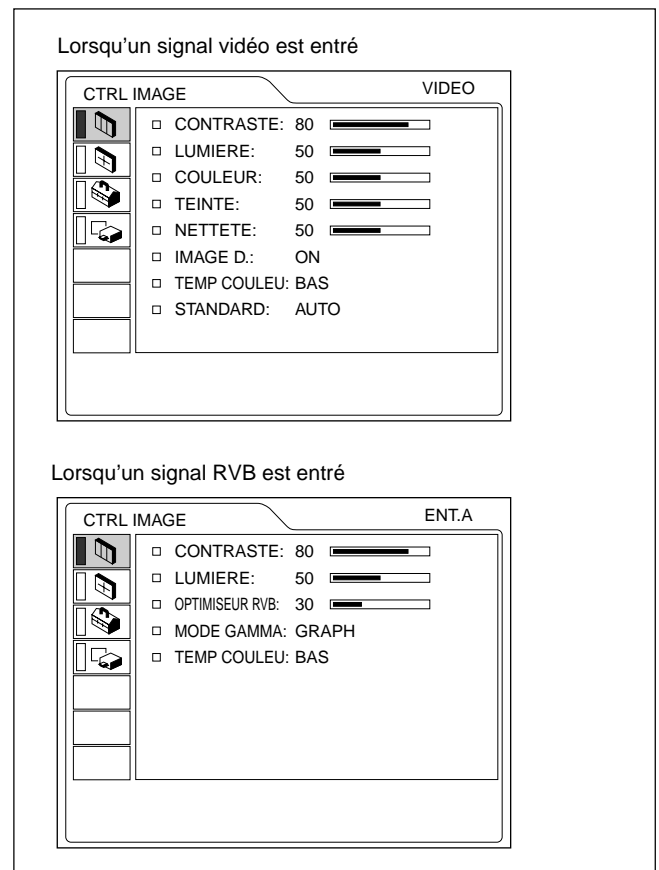 Lorsqu'un signal vidéo est entré
CTRL IMAGE VIDEO
CONTRASTE: 80
LUMIERE: 50
COULEUR: 50
TEINTE: 50
NETTETE: 50
IMAGE D.: ON
TEMP COULEU: BAS
STANDARD: AUTO
Lorsqu'un signal RVB est entré
CTRL IMAGE ENT.A
CONTRASTE: 80
LUMIERE: 50
OPTIMISEUR RVB: 30
MODE GAMMA: GRAPH
TEMP COULEU: BAS